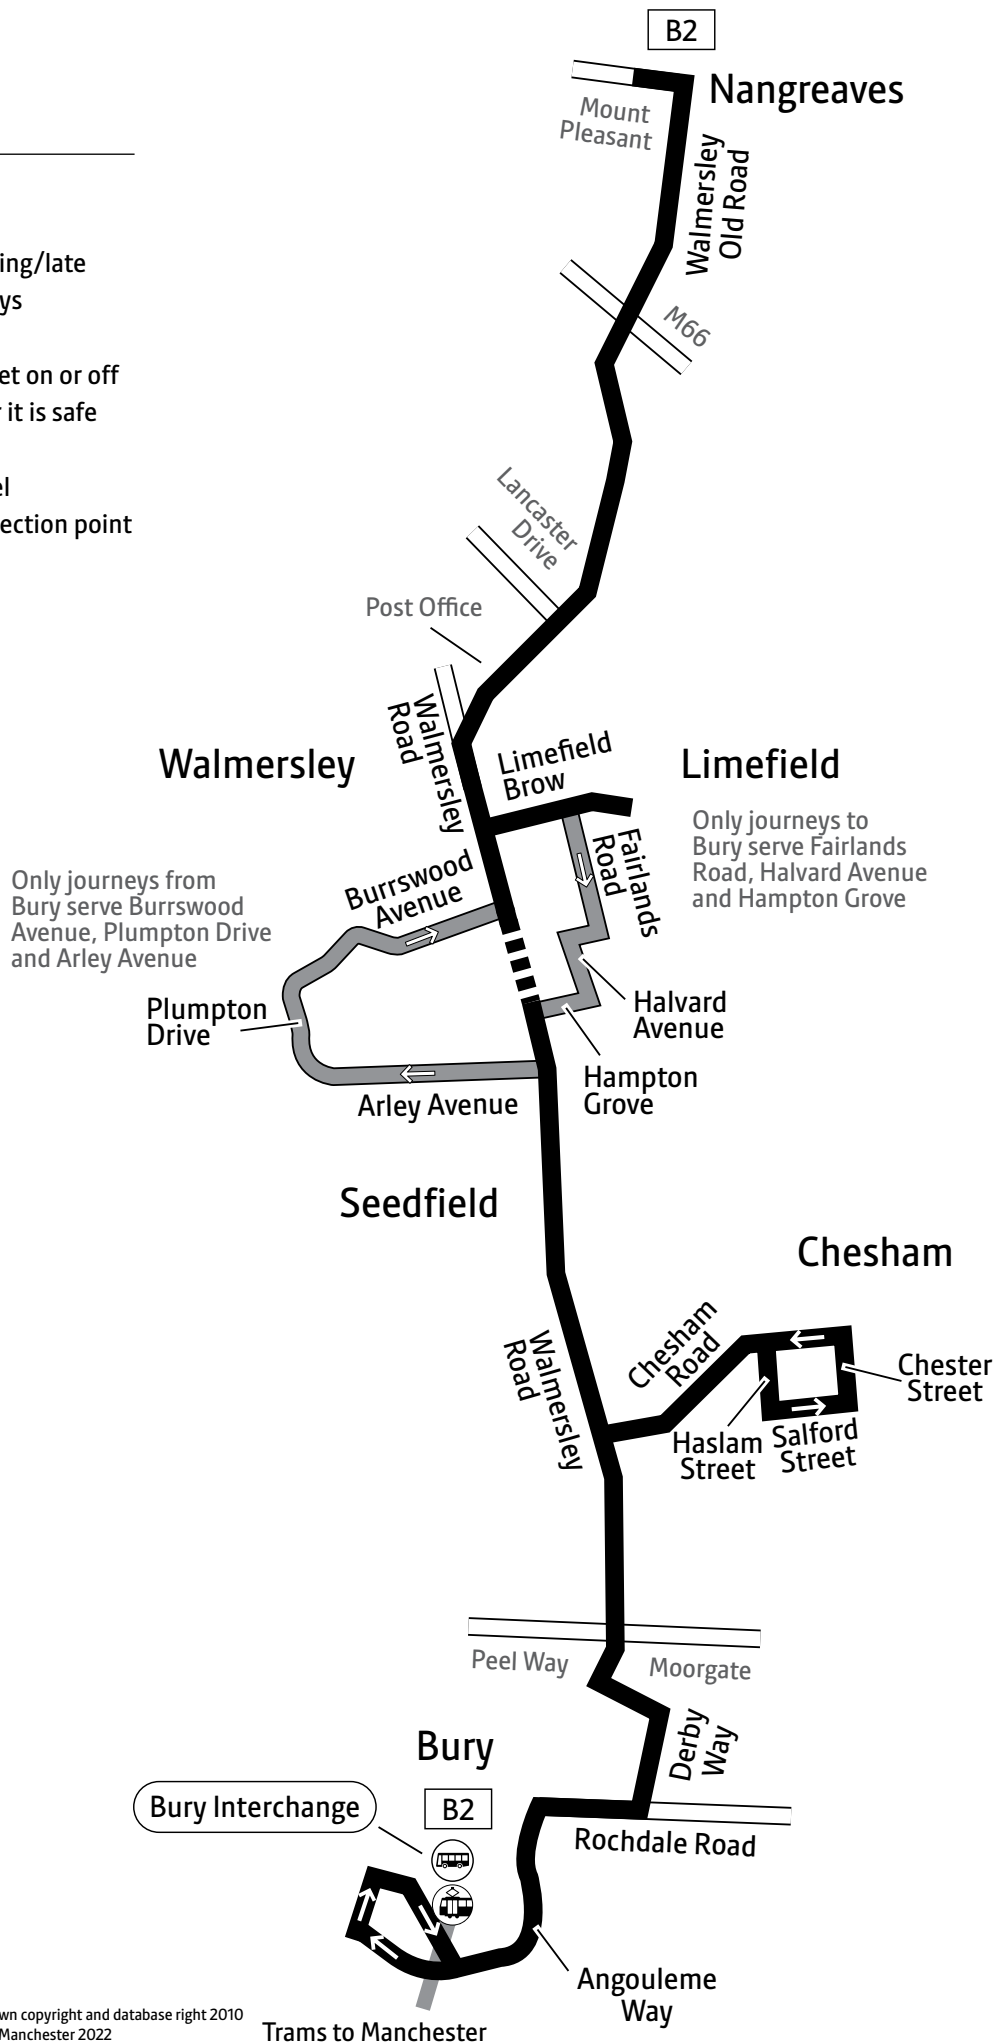 B2
Nangreaves
Mount
Pleasant
Walmersley
Old Road
ing/late
ys
M66
et on or off
it is safe
el
ection point
Lancaster
Drive
Post Office
Walmersley
Road
Walmersley
Limefield
Brow
Limefield
Only journeys to
Bury serve Fairlands
Road, Halvard Avenue
and Hampton Grove
Fairlands
Road
Burrswood
Avenue
Only journeys from
Bury serve Burrswood
Avenue, Plumpton Drive
and Arley Avenue
Plumpton
Drive
Halvard
Avenue
Hampton
Grove
Arley Avenue
Seedfield
Chesham
Walmersley
Road
Chesham
Road
Chester
Street
Haslam
Street
Salford
Street
Peel Way
Moorgate
Derby
Way
Bury
Bury Interchange
B2
Rochdale Road
Angouleme
Way
wn copyright and database right 2010
Manchester 2022
Trams to Manchester